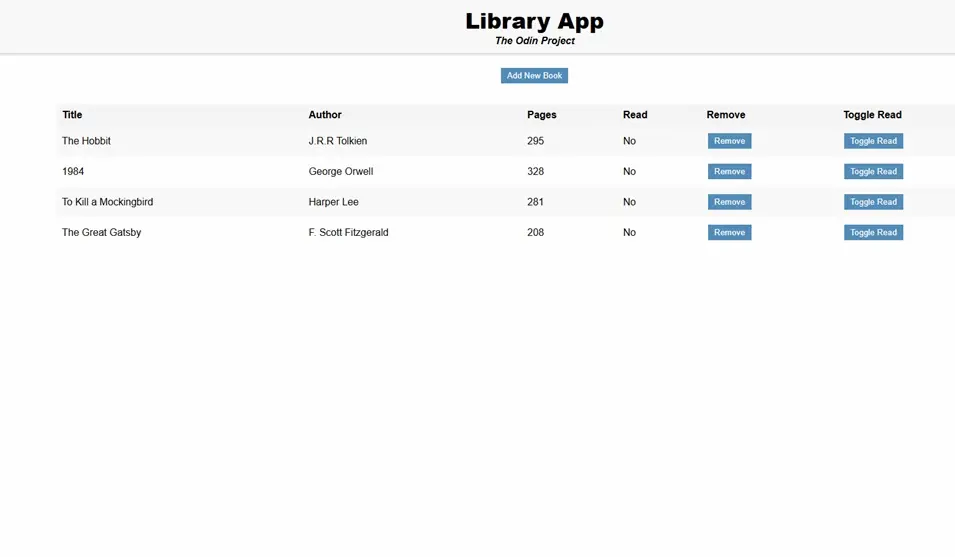 Library App
The Odin Project
Add New Book
Title Author Pages Read Remove Toggle Read
The Hobbit J.R.R Tolkien 295 No Remove Toggle Read
1984 George Orwell 328 No Remove Toggle Read
To Kill a Mockingbird Harper Lee 281 No Remove Toggle Read
The Great Gatsby F. Scott Fitzgerald 208 No Remove Toggle Read